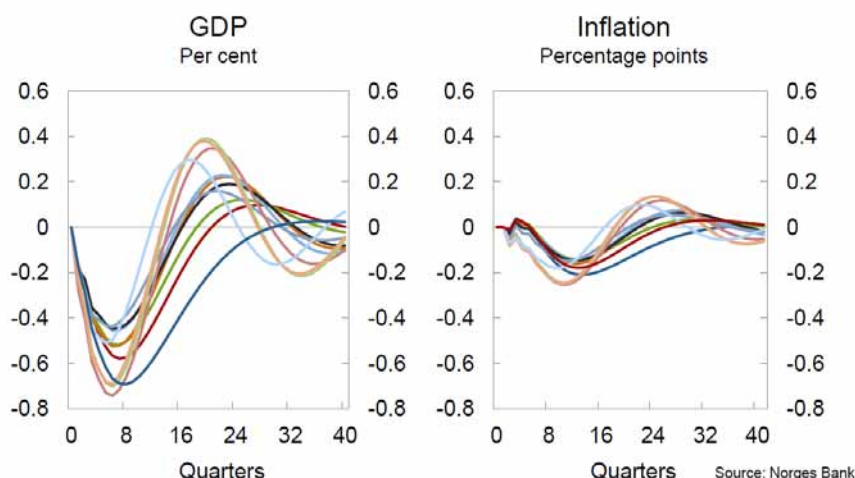 GDP
Per cent
0.6 0.6
0.4 0.4
0.2 0.2
0 0
-0.2 -0.2
-0.4 -0.4
-0.6 -0.6
-0.8 -0.8
0 8 16 24 32 40
Quarters
Inflation
Percentage points
0.6 0.6
0.4 0.4
0.2 0.2
0 0
-0.2 -0.2
-0.4 -0.4
-0.6 -0.6
-0.8 -0.8
0 8 16 24 32 40
Quarters
Source: Norges Bank